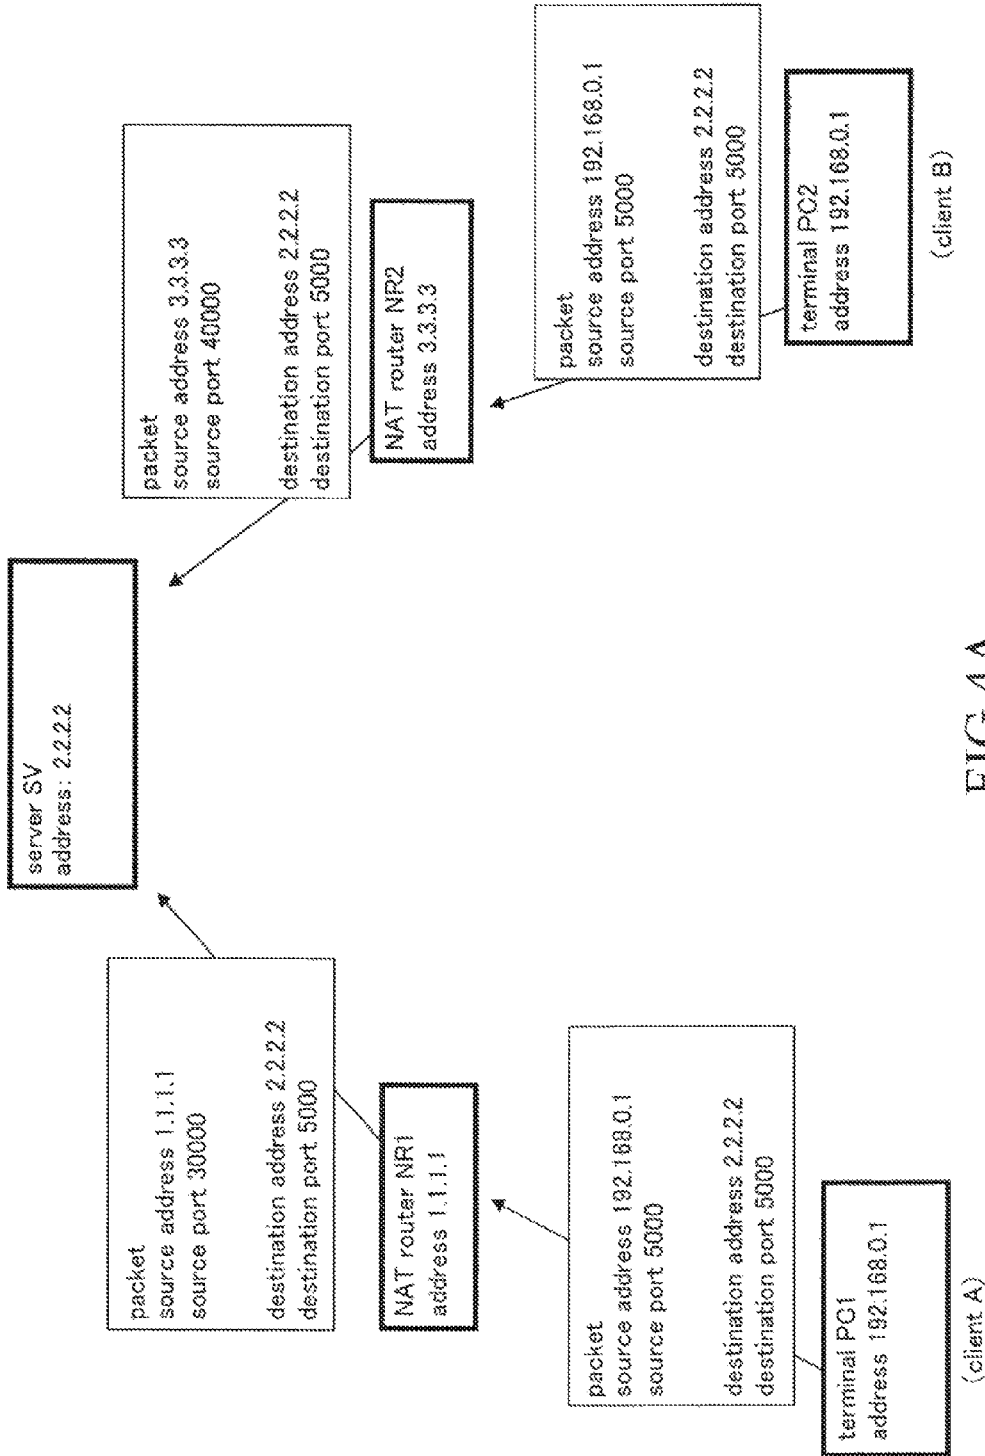 server SV
address: 2.2.2.2
packet
source address 1.1.1.1
source port 30000
destination address 2.2.2.2
destination port 5000
packet
source address 3.3.3.3
source port 40000
destination address 2.2.2.2
destination port 5000
NAT router NR1
address 1.1.1.1
NAT router NR2
address 3.3.3.3
packet
source address 192.168.0.1
source port 5000
destination address 2.2.2.2
destination port 5000
packet
source address 192.168.0.1
source port 5000
destination address 2.2.2.2
destination port 5000
terminal PC1
address 192.168.0.1
(client A)
terminal PC2
address 192.168.0.1
(client B)
FIG. 4A